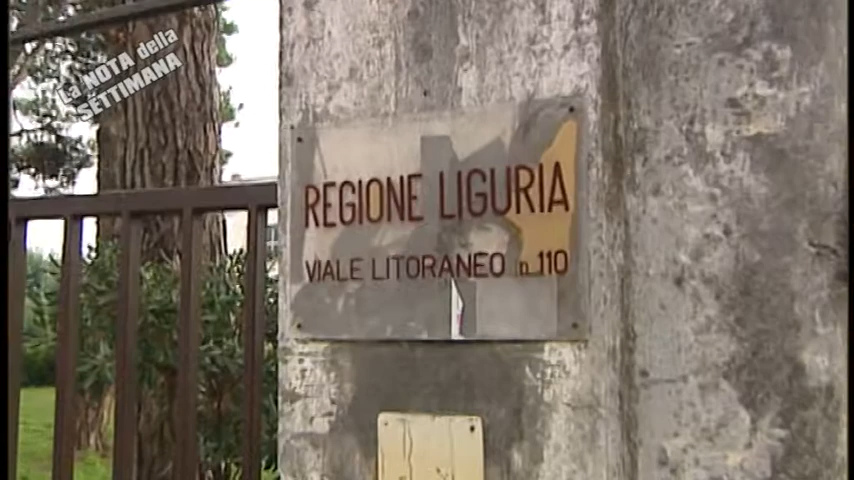 La NOTA della
SETTIMANA
REGIONE LIGURIA
VIALE LITORANEO n. 110